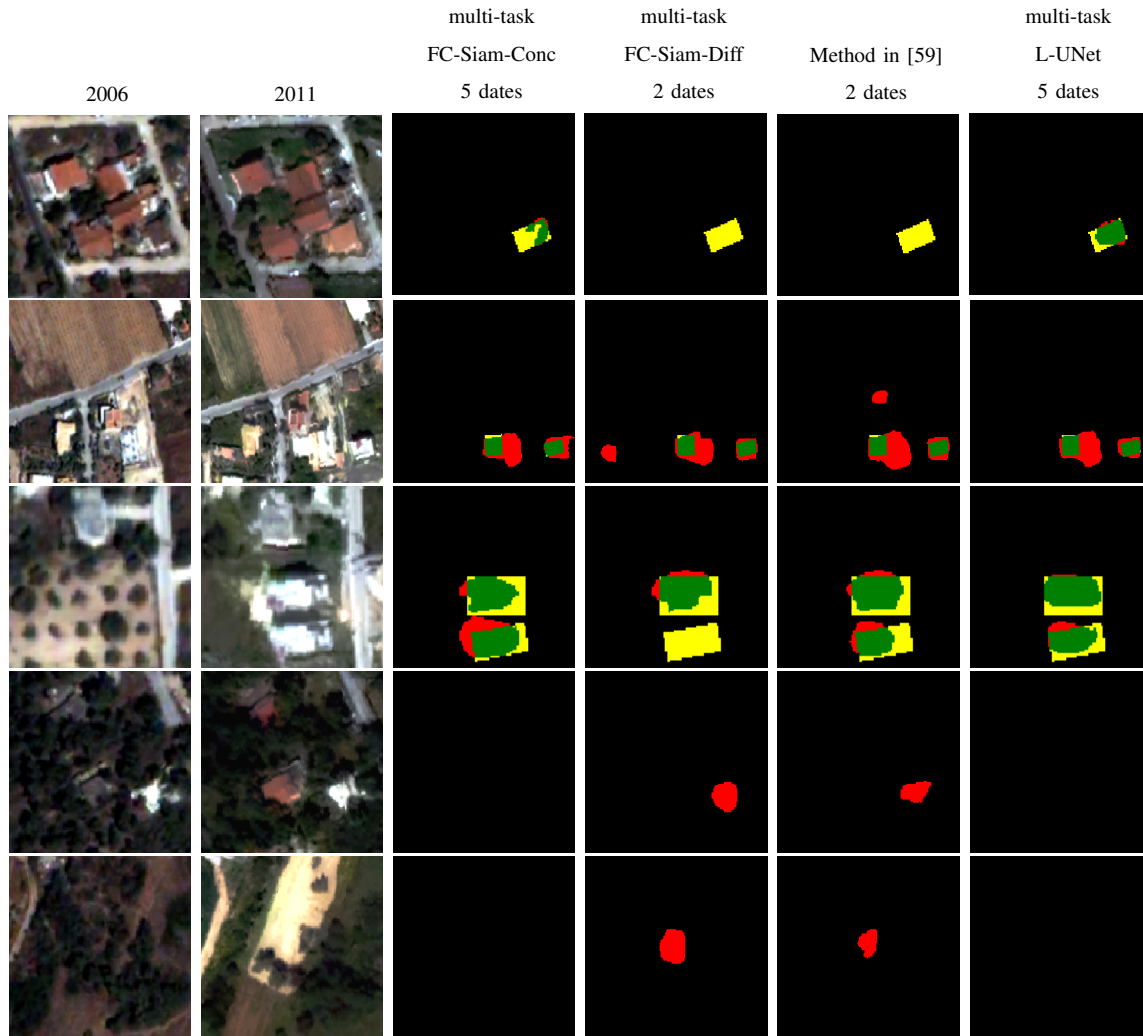 multi-task multi-task multi-task
FC-Siam-Conc FC-Siam-Diff Method in [59] L-UNet
2006 2011 5 dates 2 dates 2 dates 5 dates